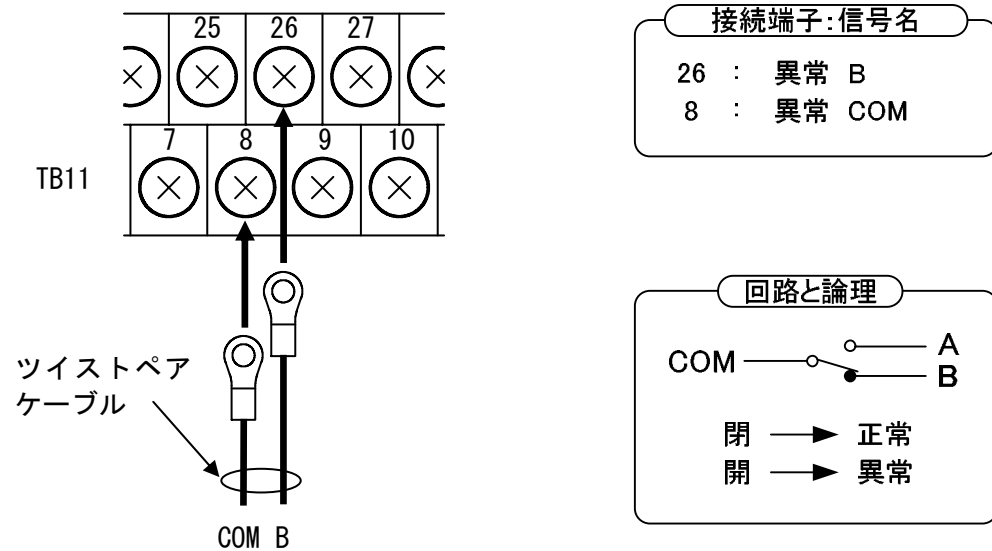 25 26 27
7 8 9 10
TB11
ツイストペア
ケーブル
COM B
接続端子:信号名
26 : 異常 B
8 : 異常 COM
回路と論理
A
COM
B
閉 → 正常
開 → 異常